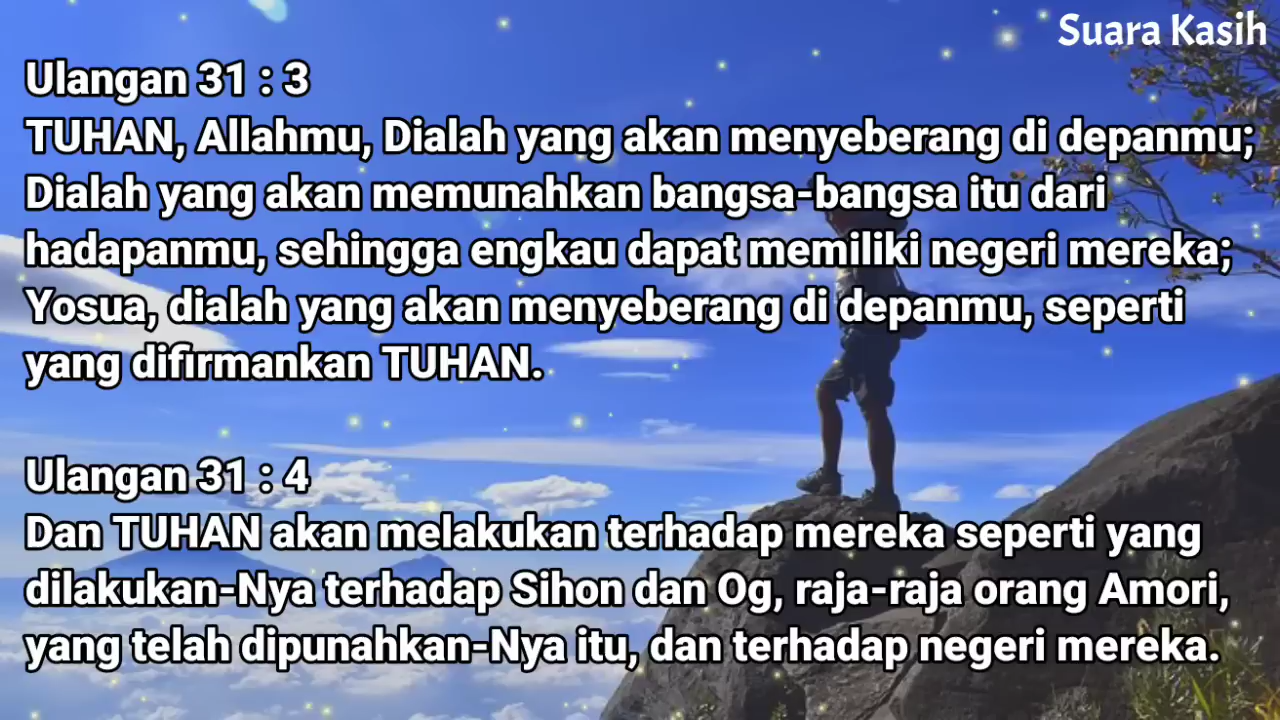 Suara Kasih
Ulangan 31 : 3
TUHAN, Allahmu, Dialah yang akan menyeberang di depanmu;
Dialah yang akan memunahkan bangsa-bangsa itu dari
hadapanmu, sehingga engkau dapat memiliki negeri mereka;
Yosua, dialah yang akan menyeberang di depanmu, seperti
yang difirmankan TUHAN.
Ulangan 31 : 4
Dan TUHAN akan melakukan terhadap mereka seperti yang
dilakukan-Nya terhadap Sihon dan Og, raja-raja orang Amori,
yang telah dipunahkan-Nya itu, dan terhadap negeri mereka.